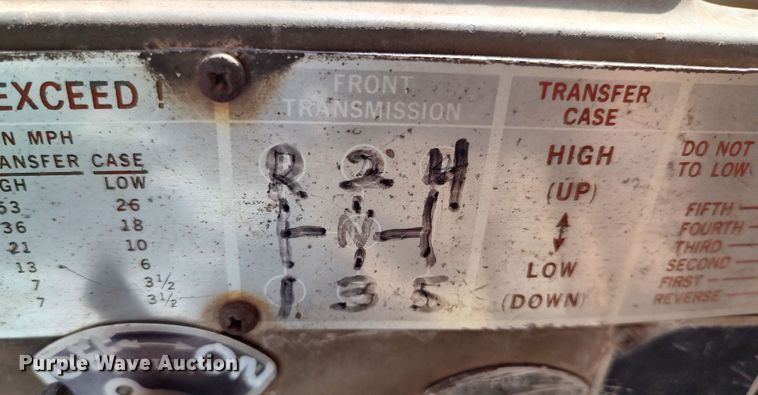 EXCEED !
N MPH
TRANSFER CASE
GH LOW
53 26
36 18
21 10
13 6
7 3½
7 3½
FRONT
TRANSMISSION
R 2 4
N
1 3 5
TRANSFER
CASE
HIGH
(UP)
LOW
(DOWN)
DO NOT
TO LOW
FIFTH
FOURTH
THIRD
SECOND
FIRST
REVERSE
Purple Wave Auction